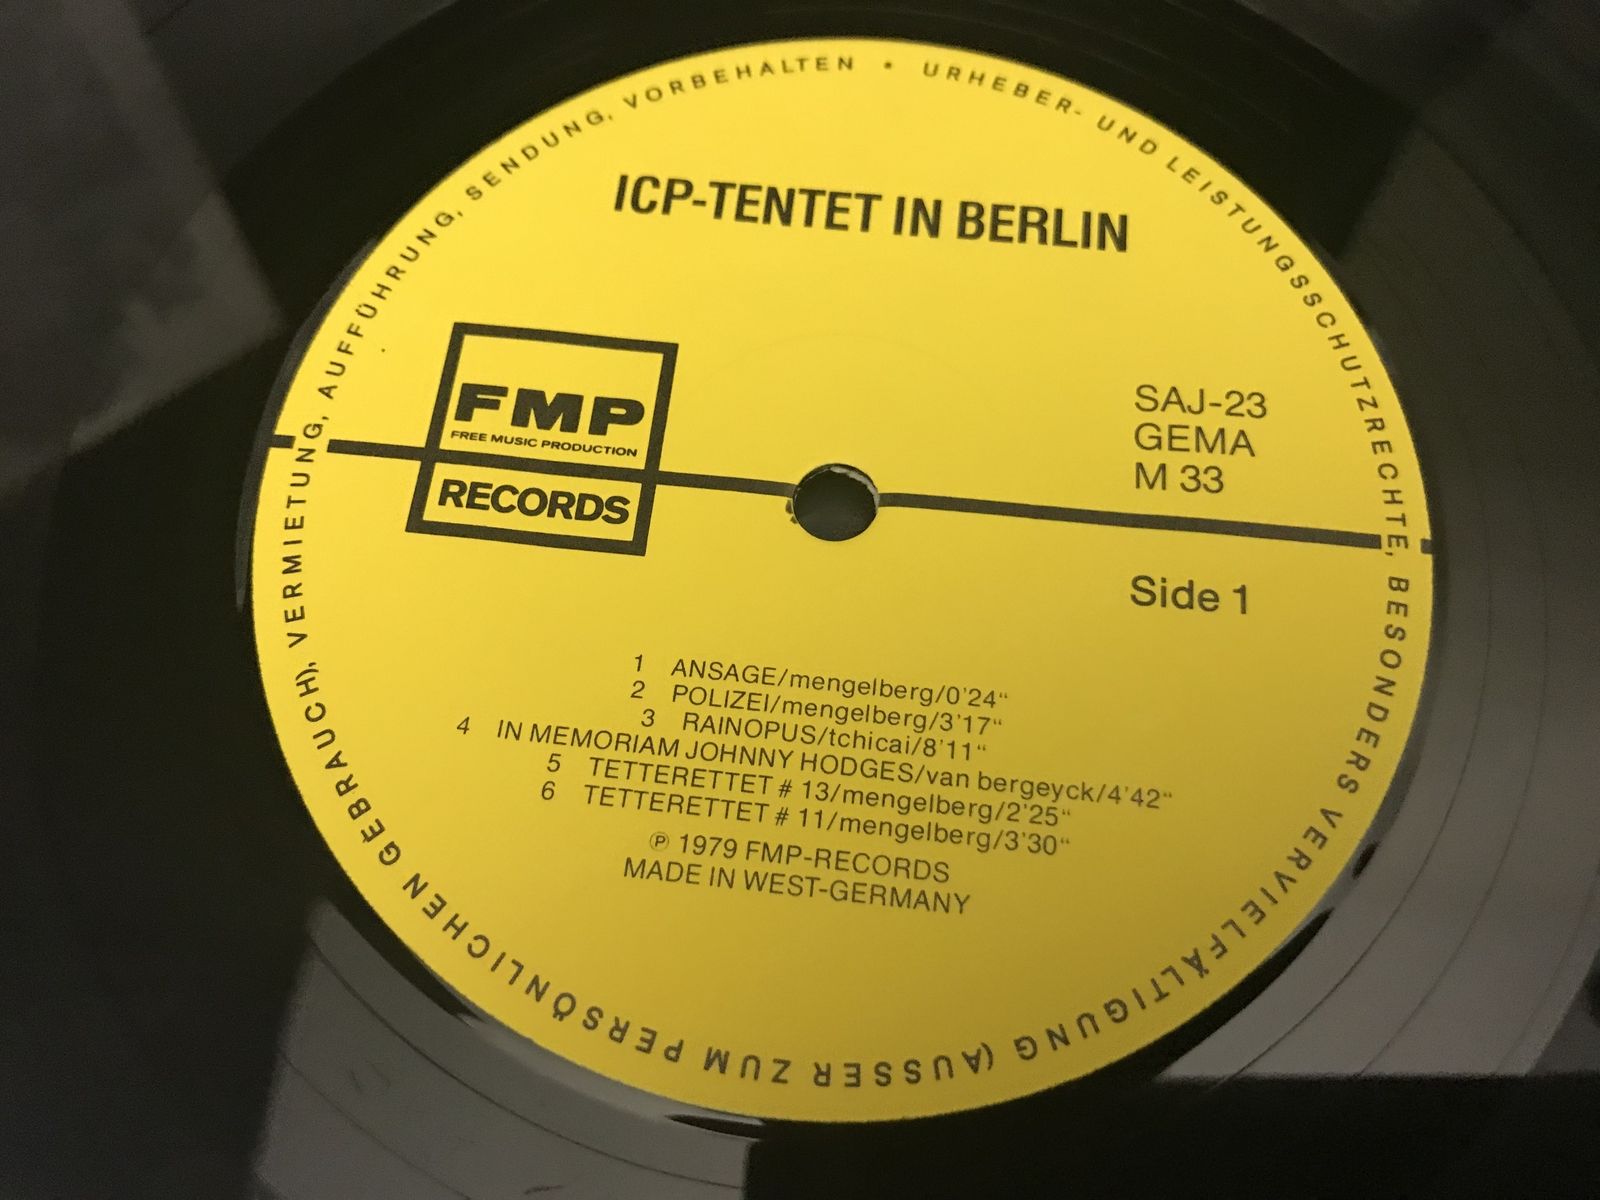 URHEBER- UND LEISTUNGSSCHUTZRECHTE, BESONDERS VERVIELFÄLTIGUNG (AUSSER ZUM PERSÖNLICHEN GEBRAUCH), VERMIETUNG, AUFFÜHRUNG, SENDUNG, VORBEHALTEN •
ICP-TENTET IN BERLIN
FMP
FREE MUSIC PRODUCTION
RECORDS
SAJ-23
GEMA
M 33
Side 1
1 ANSAGE/mengelberg/0'24“
2 POLIZEI/mengelberg/3'17“
3 RAINOPUS/tchicai/8'11“
4 IN MEMORIAM JOHNNY HODGES/van bergeyck/4'42“
5 TETTERETTET # 13/mengelberg/2'25“
6 TETTERETTET # 11/mengelberg/3'30“
℗ 1979 FMP-RECORDS
MADE IN WEST-GERMANY